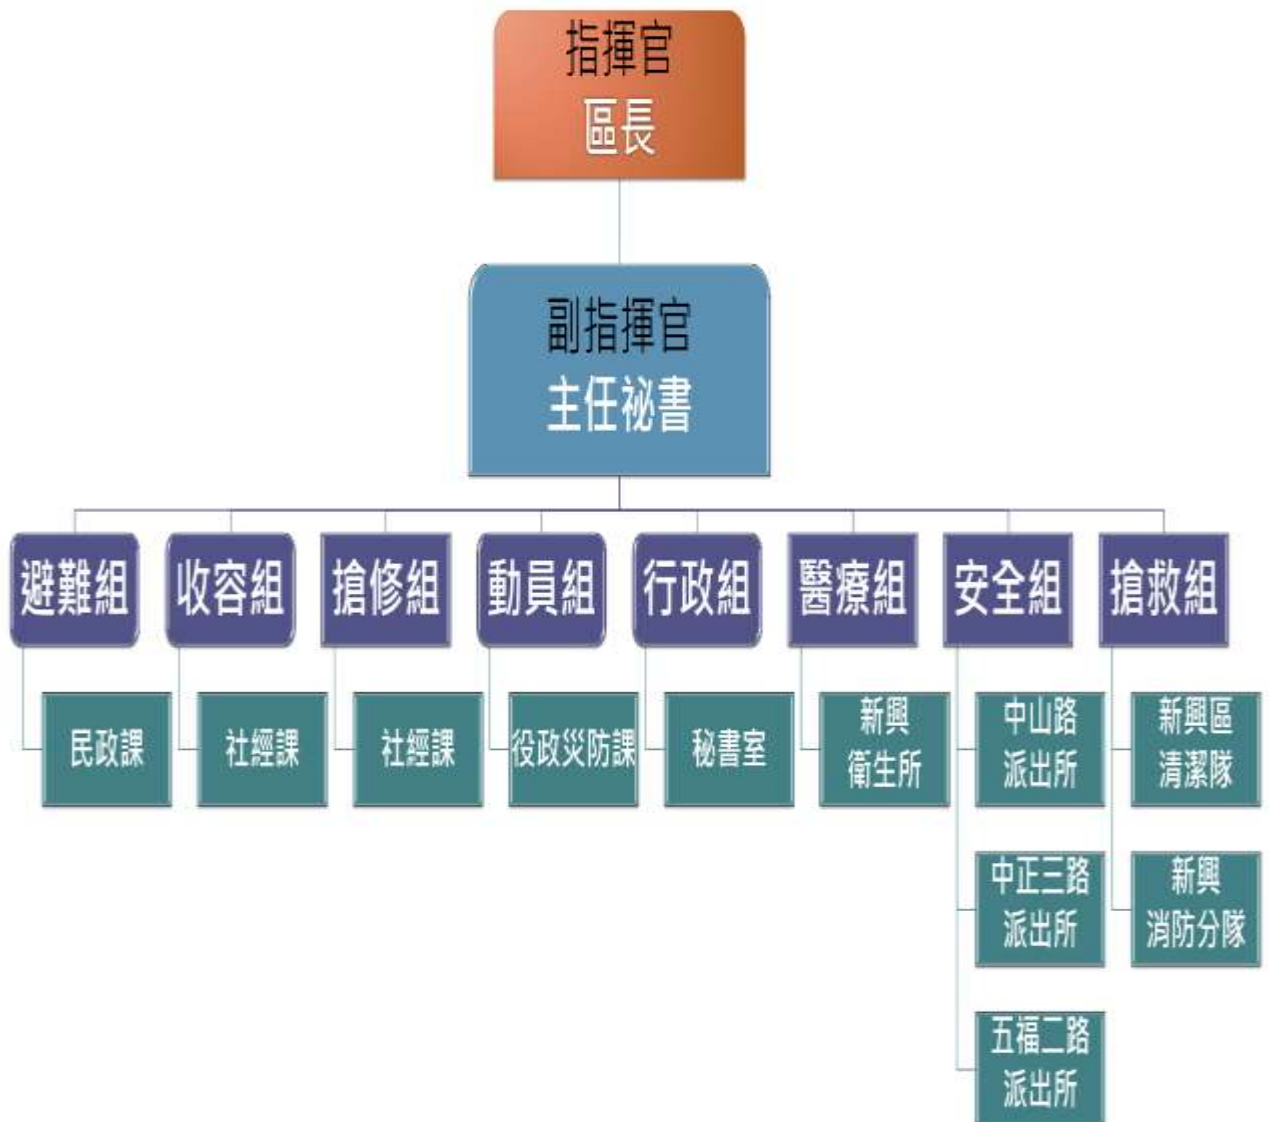 指揮官
區長
副指揮官
主任祕書
避難組
收容組
搶修組
動員組
行政組
醫療組
安全組
搶救組
民政課
社經課
社經課
役政災防課
秘書室
新興
衛生所
中山路
派出所
新興區
清潔隊
中正三路
派出所
新興
消防分隊
五福二路
派出所